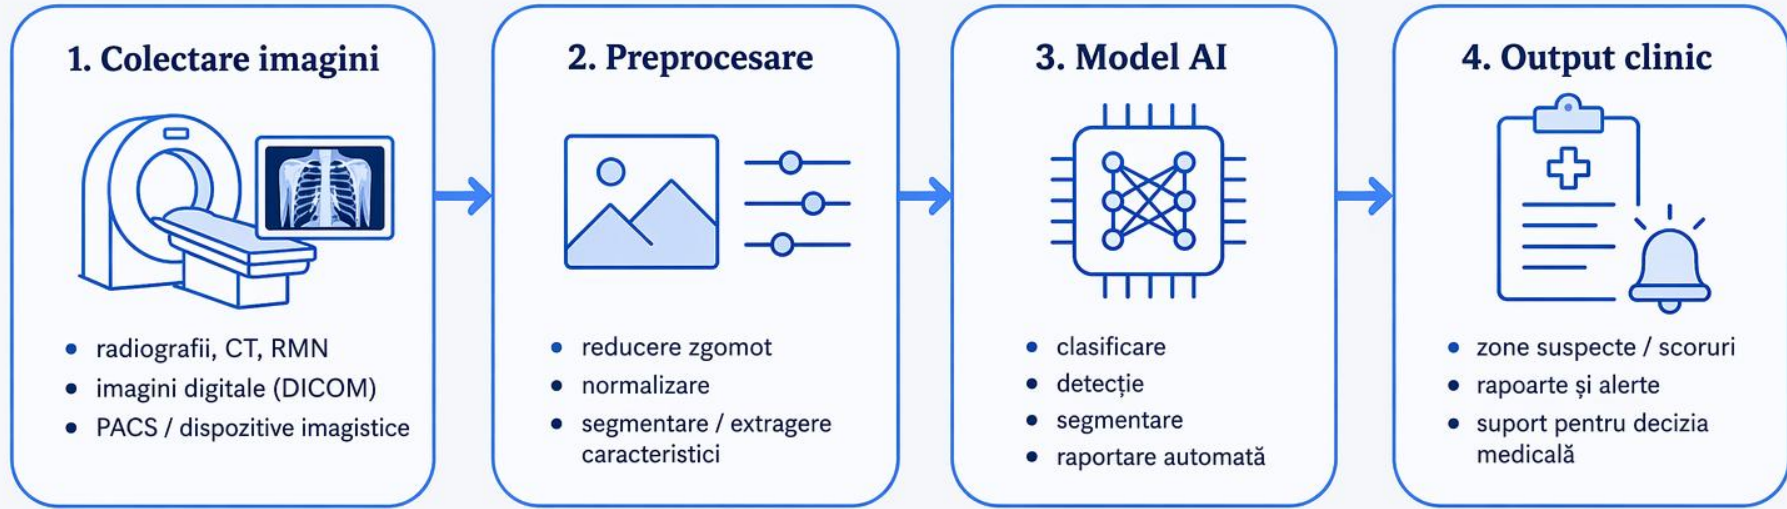 1. Colectare imagini
• radiografii, CT, RMN
• imagini digitale (DICOM)
• PACS / dispozitive imagistice
2. Preprocesare
• reducere zgomot
• normalizare
• segmentare / extragere
caracteristici
3. Model AI
• clasificare
• detecție
• segmentare
• raportare automată
4. Output clinic
• zone suspecte / scoruri
• rapoarte și alerte
• suport pentru decizia
medicală